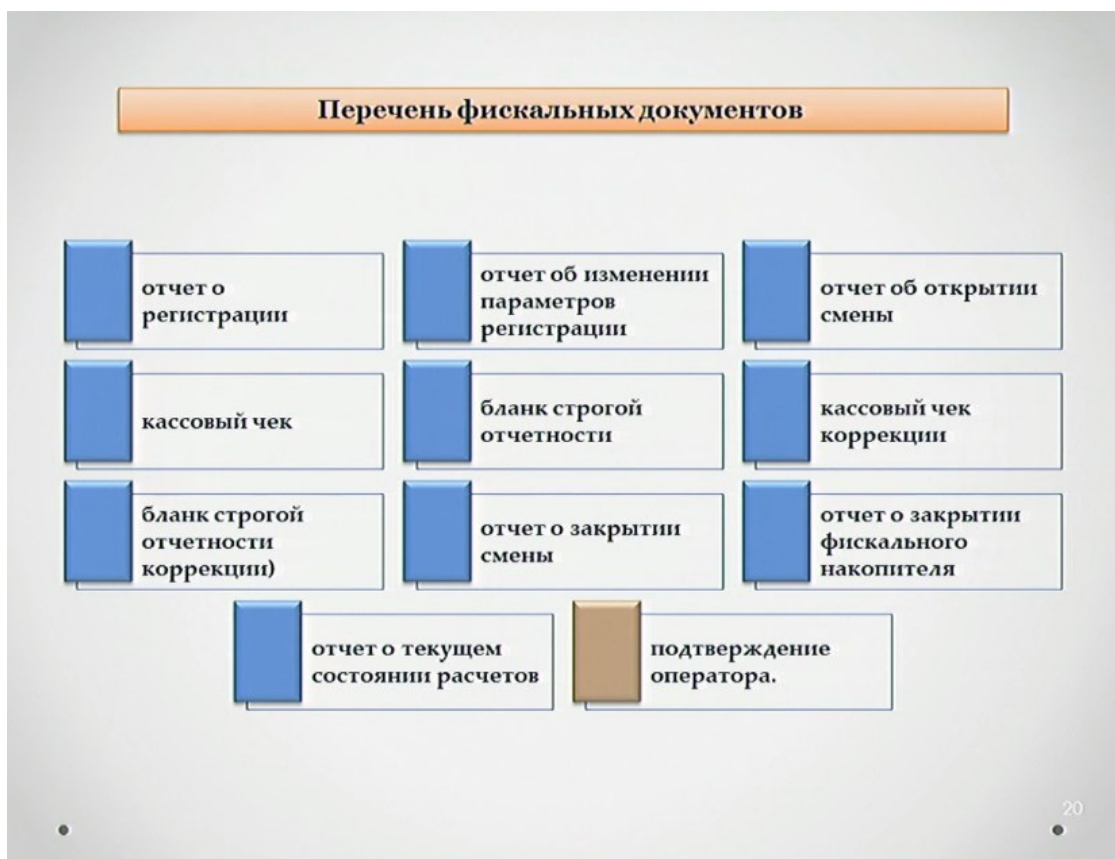 Перечень фискальных документов
отчет о
регистрации
отчет об изменении
параметров
регистрации
отчет об открытии
смены
кассовый чек
бланк строгой
отчетности
кассовый чек
коррекции
бланк строгой
отчетности
коррекции)
отчет о закрытии
смены
отчет о закрытии
фискального
накопителя
отчет о текущем
состоянии расчетов
подтверждение
оператора.
20